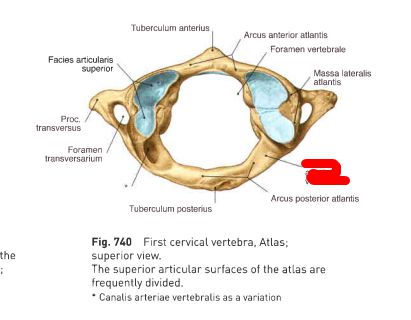 Tuberculum anterius
Arcus anterior atlantis
Foramen vertebrale
Facies articularis
superior
Massa lateralis
atlantis
Proc.
transversus
Foramen
transversarium
*
Arcus posterior atlantis
Tuberculum posterius
Fig. 740 First cervical vertebra, Atlas;
superior view.
The superior articular surfaces of the atlas are
frequently divided.
* Canalis arteriae vertebralis as a variation
the
;